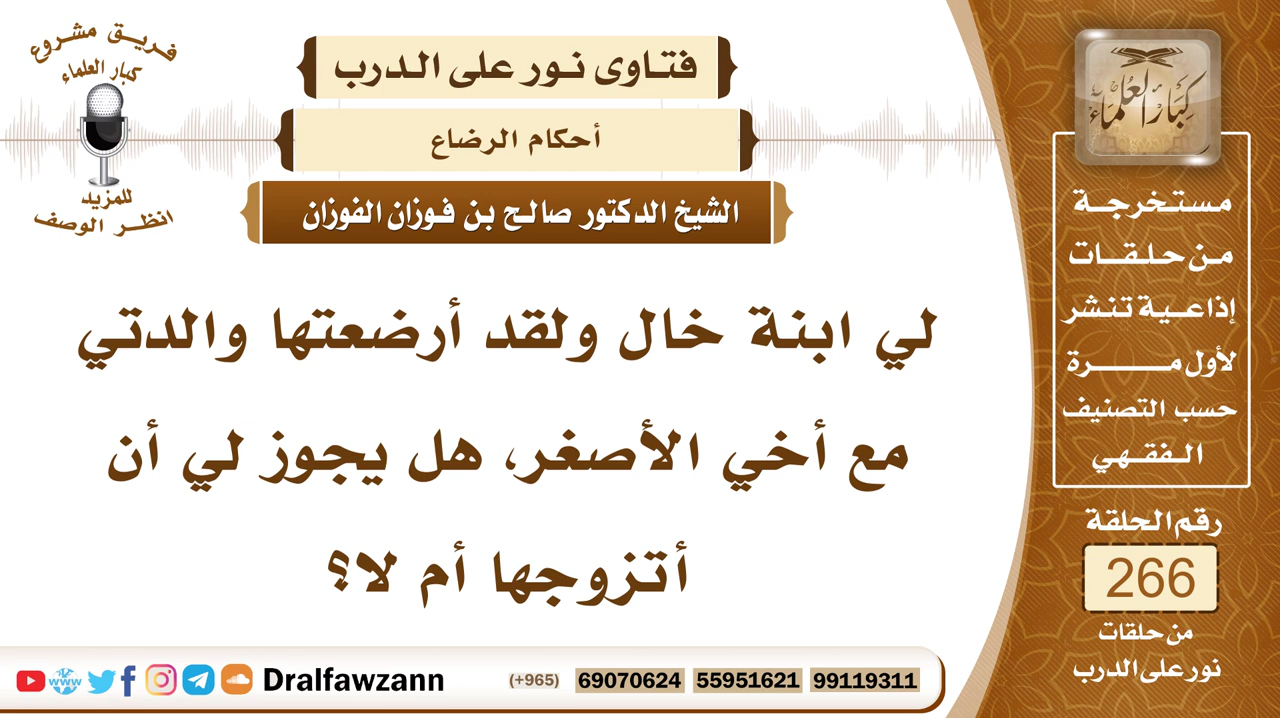 فريق مشروع
كبار العلماء
للمزيد
انظر الوصف
فتاوى نور على الدرب
أحكام الرضاع
الشيخ الدكتور صالح بن فوزان الفوزان
لي ابنة خال ولقد أرضعتها والدتي
مع أخي الأصغر، هل يجوز لي أن
أتزوجها أم لا؟
كبار العلماء
مستخرجة
من حلقات
إذاعية تنشر
لأول مرة
حسب التصنيف
الفقهي
رقم الحلقة
266
من حلقات
نور على الدرب
www Dralfawzann (+965) 69070624 55951621 99119311